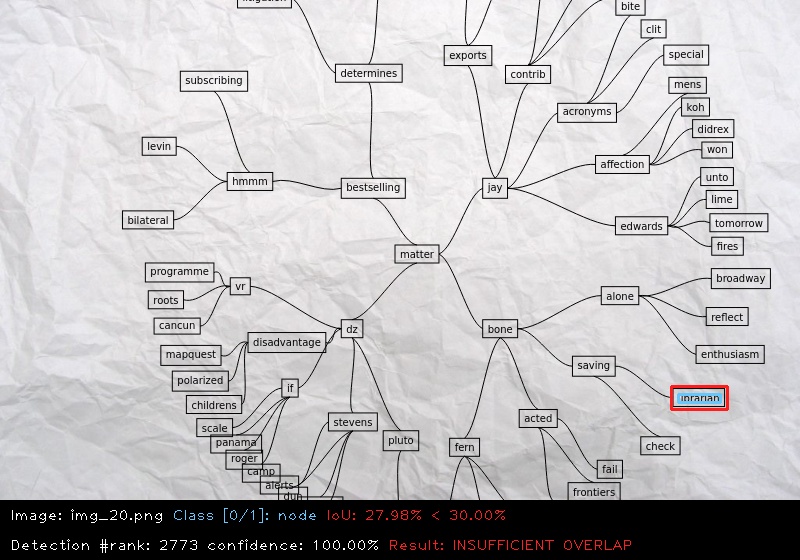 bite
clit
exports
special
determines
contrib
subscribing
mens
koh
acronyms
didrex
levin
won
affection
unto
hmmm
bestselling
jay
lime
bilateral
tomorrow
edwards
fires
matter
programme
broadway
vr
roots
alone
reflect
cancun
dz
bone
disadvantage
mapquest
enthusiasm
saving
polarized
if
childrens
acted
stevens
scale
pluto
panama
fern
check
roger
camp
fail
alerts
frontiers
Image: img_20.png Class [0/1]: node IoU: 27.98% < 30.00%
Detection #rank: 2773 confidence: 100.00% Result: INSUFFICIENT OVERLAP